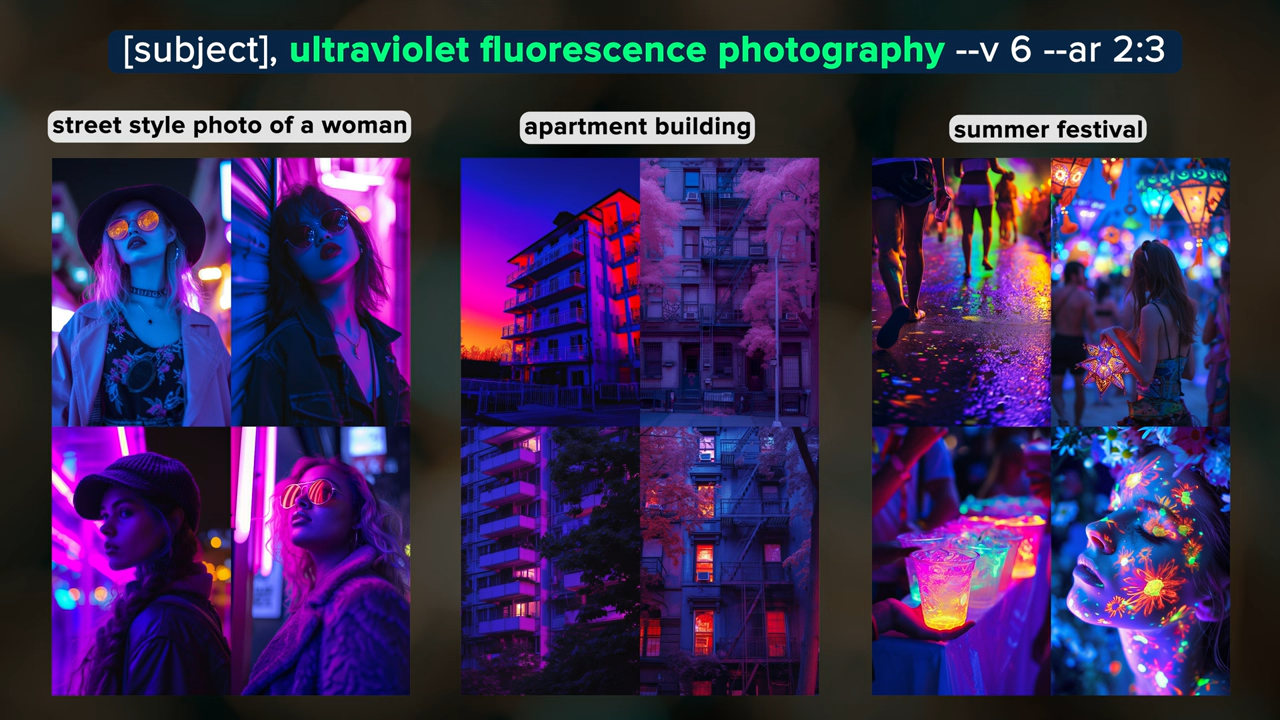 [subject], ultraviolet fluorescence photography --v 6 --ar 2:3
street style photo of a woman
apartment building
summer festival